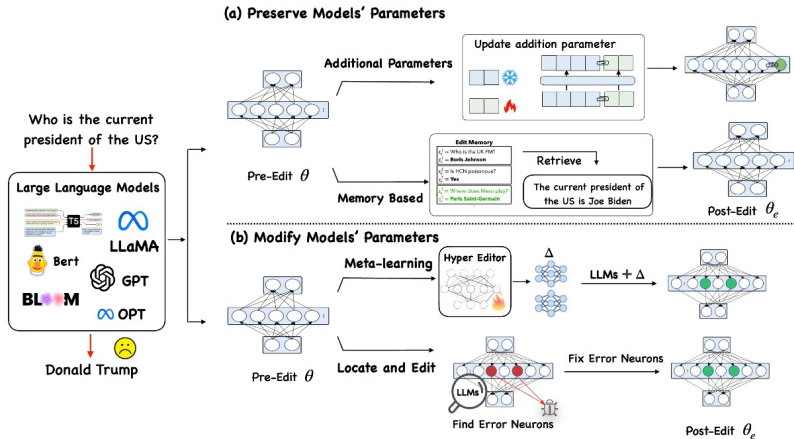 (a) Preserve Models' Parameters
Additional Parameters
Update addition parameter
Who is the current
president of the US?
Pre-Edit θ
Memory Based
Edit Memory
= Who is the UK PM?
= Boris Johnson
= Is HCN poisonous?
= Yes
= Where does Messi play?
= Paris Saint-Germain
Retrieve
The current president of
the US is Joe Biden
Post-Edit θe
Large Language Models
T5
LLaMA
Bert
GPT
BLOOM
OPT
Donald Trump
(b) Modify Models' Parameters
Meta-learning
Hyper Editor
Δ
LLMs + Δ
Pre-Edit θ
Locate and Edit
LLMs
Find Error Neurons
Fix Error Neurons
Post-Edit θe